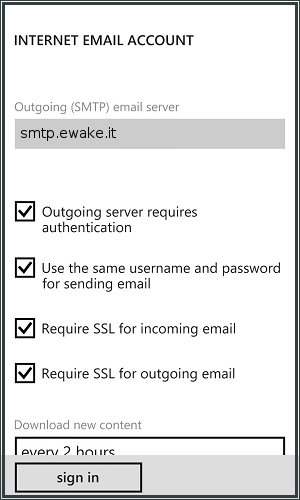 INTERNET EMAIL ACCOUNT
Outgoing (SMTP) email server
smtp.ewake.it
Outgoing server requires
authentication
Use the same username and password
for sending email
Require SSL for incoming email
Require SSL for outgoing email
Download new content
every 2 hours
sign in